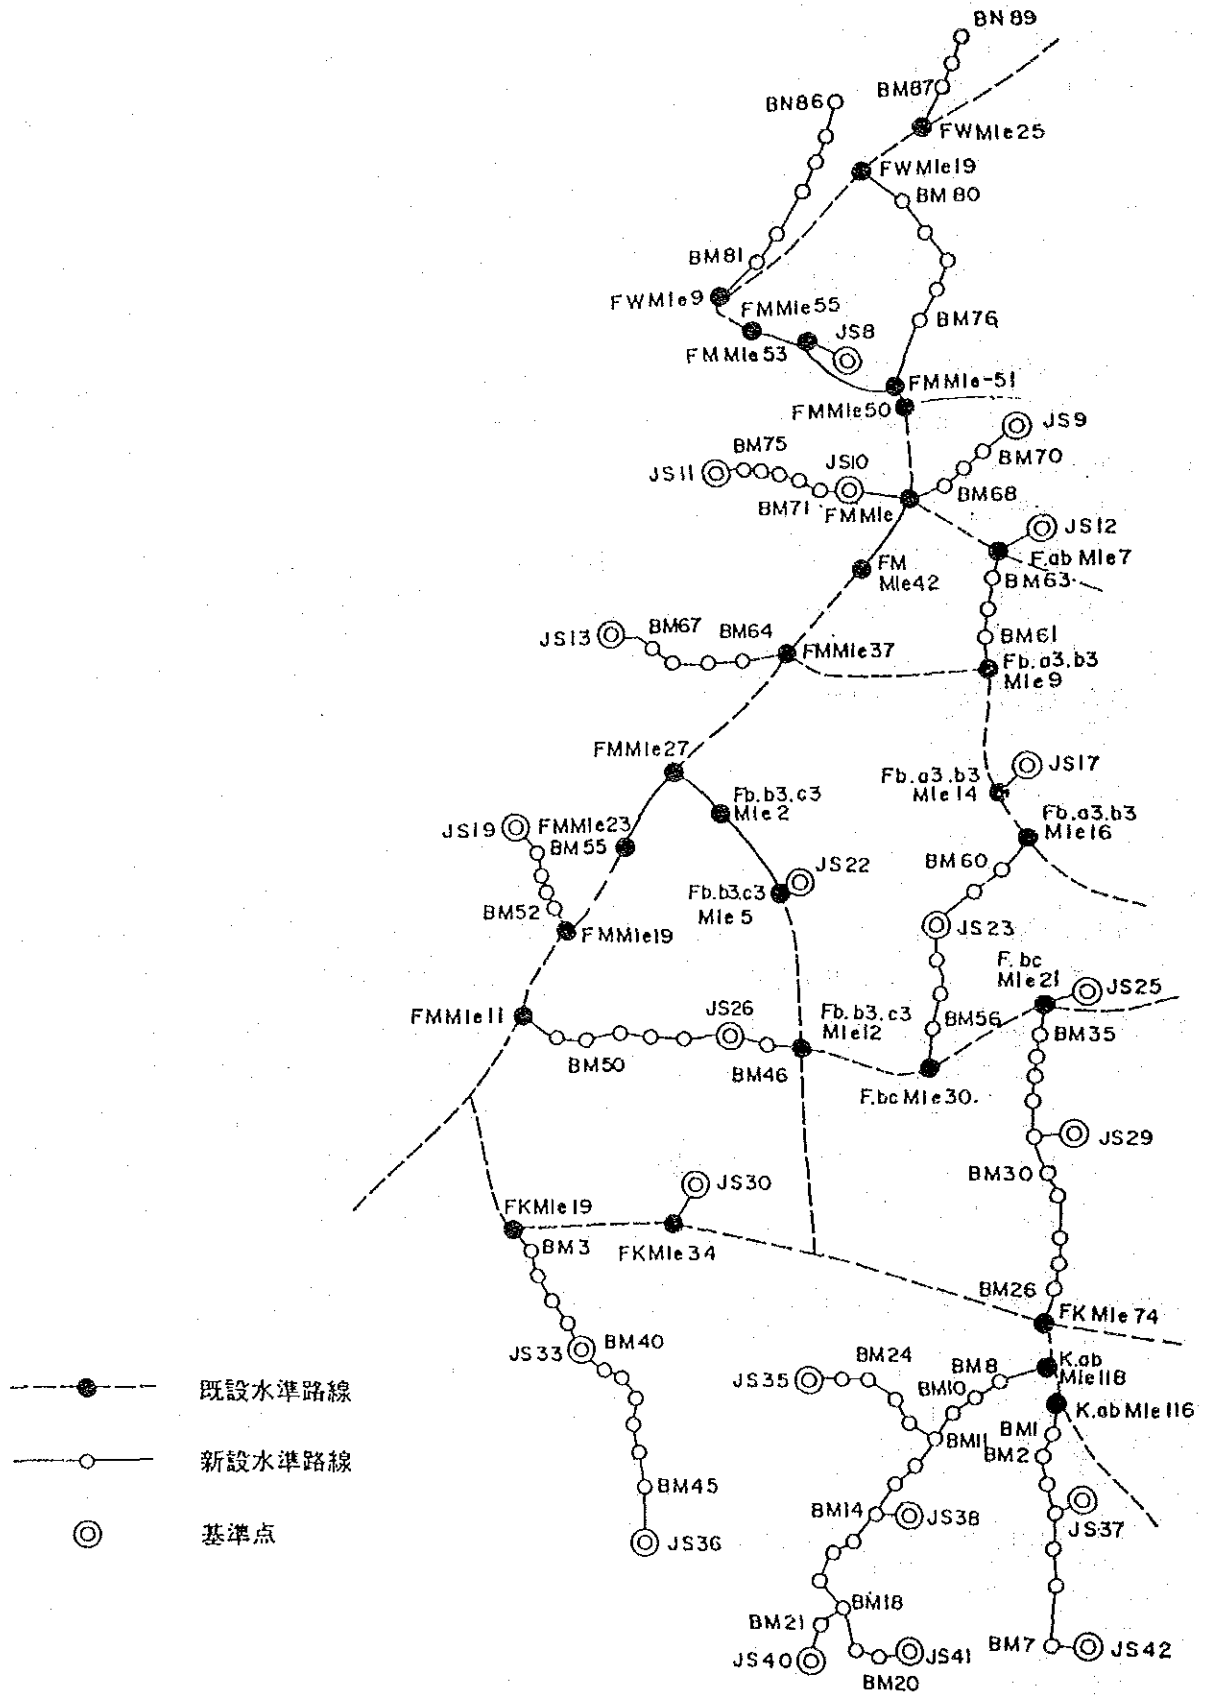 BN89
BM87
BN86
FWMle25
FWMle19
BM80
BM81
FWMle9
FMMle55
BM76
JS8
FMMle53
FMMle-51
FMMle50
JS9
BM75
JS10
BM70
JS11
BM68
BM71
FMMle
JS12
F.ab Mle7
FM
Mle42
BM63
BM67
BM64
BM61
JS13
FMMle37
Fb.a3.b3
Mle9
FMMle27
JS17
Fb.a3.b3
Mle14
Fb.b3.c3
Mle2
Fb.a3.b3
Mle16
JS19
FMMle23
BM55
JS22
BM60
Fb.b3.c3
Mle5
BM52
FMMle19
JS23
F.bc
Mle21
JS25
FMMle11
JS26
Fb.b3.c3
Mle12
BM56
BM35
BM50
BM46
F.bcMle30.
JS29
BM30
JS30
FKMle19
BM3
FKMle34
BM26
FKMle74
JS33
BM40
BM24
BM8
K.ab
Mle118
JS35
BM10
K.abMle116
既設水準路線
BM1
BM11
BM2
新設水準路線
BM45
BM14
JS38
JS37
基準点
JS36
BM18
BM21
JS40
JS41
BM7
JS42
BM20